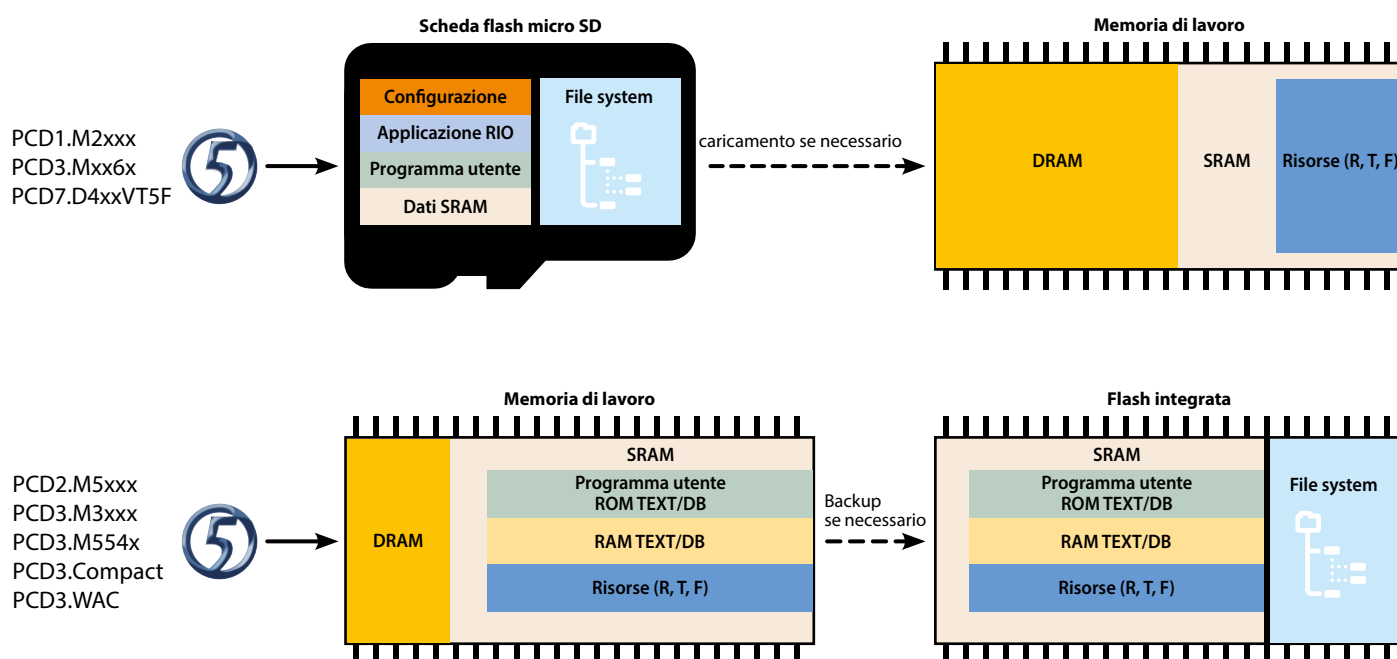 Scheda flash micro SD
Memoria di lavoro
Configurazione
File system
Applicazione RIO
Programma utente
Dati SRAM
PCD1.M2xxx
PCD3.Mxx6x
PCD7.D4xxVT5F
5
caricamento se necessario
DRAM
SRAM
Risorse (R, T, F)
Memoria di lavoro
Flash integrata
PCD2.M5xxx
PCD3.M3xxx
PCD3.M554x
PCD3.Compact
PCD3.WAC
5
DRAM
SRAM
Programma utente
ROM TEXT/DB
RAM TEXT/DB
Risorse (R, T, F)
Backup
se necessario
SRAM
Programma utente
ROM TEXT/DB
RAM TEXT/DB
Risorse (R, T, F)
File system